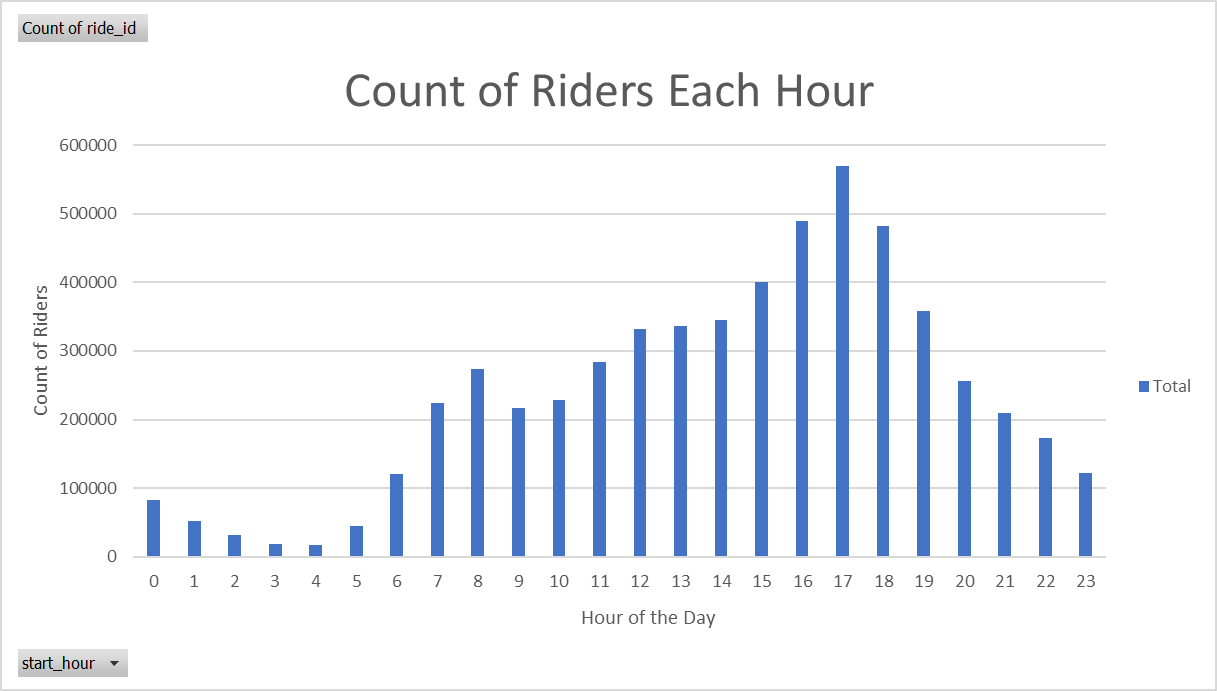 Count of ride_id
Count of Riders Each Hour
600000
500000
400000
300000
200000
100000
0
Count of Riders
0 1 2 3 4 5 6 7 8 9 10 11 12 13 14 15 16 17 18 19 20 21 22 23
Hour of the Day
Total
start_hour